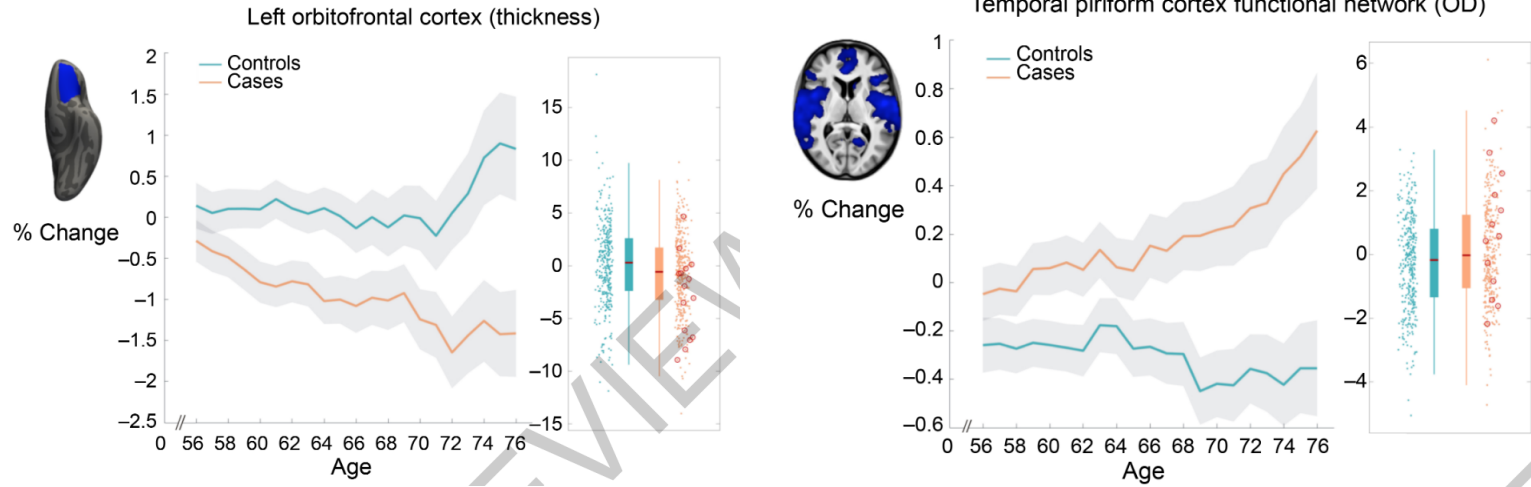 Left orbitofrontal cortex (thickness)
Controls
Cases
% Change
2
1.5
1
0.5
0
–0.5
–1
–1.5
–2
–2.5
0 56 58 60 62 64 66 68 70 72 74 76
Age
15
10
5
0
–5
–10
–15
Temporal piriform cortex functional network (OD)
Controls
Cases
% Change
1
0.8
0.6
0.4
0.2
0
–0.2
–0.4
–0.6
0 56 58 60 62 64 66 68 70 72 74 76
Age
6
4
2
0
–2
–4
VIEW